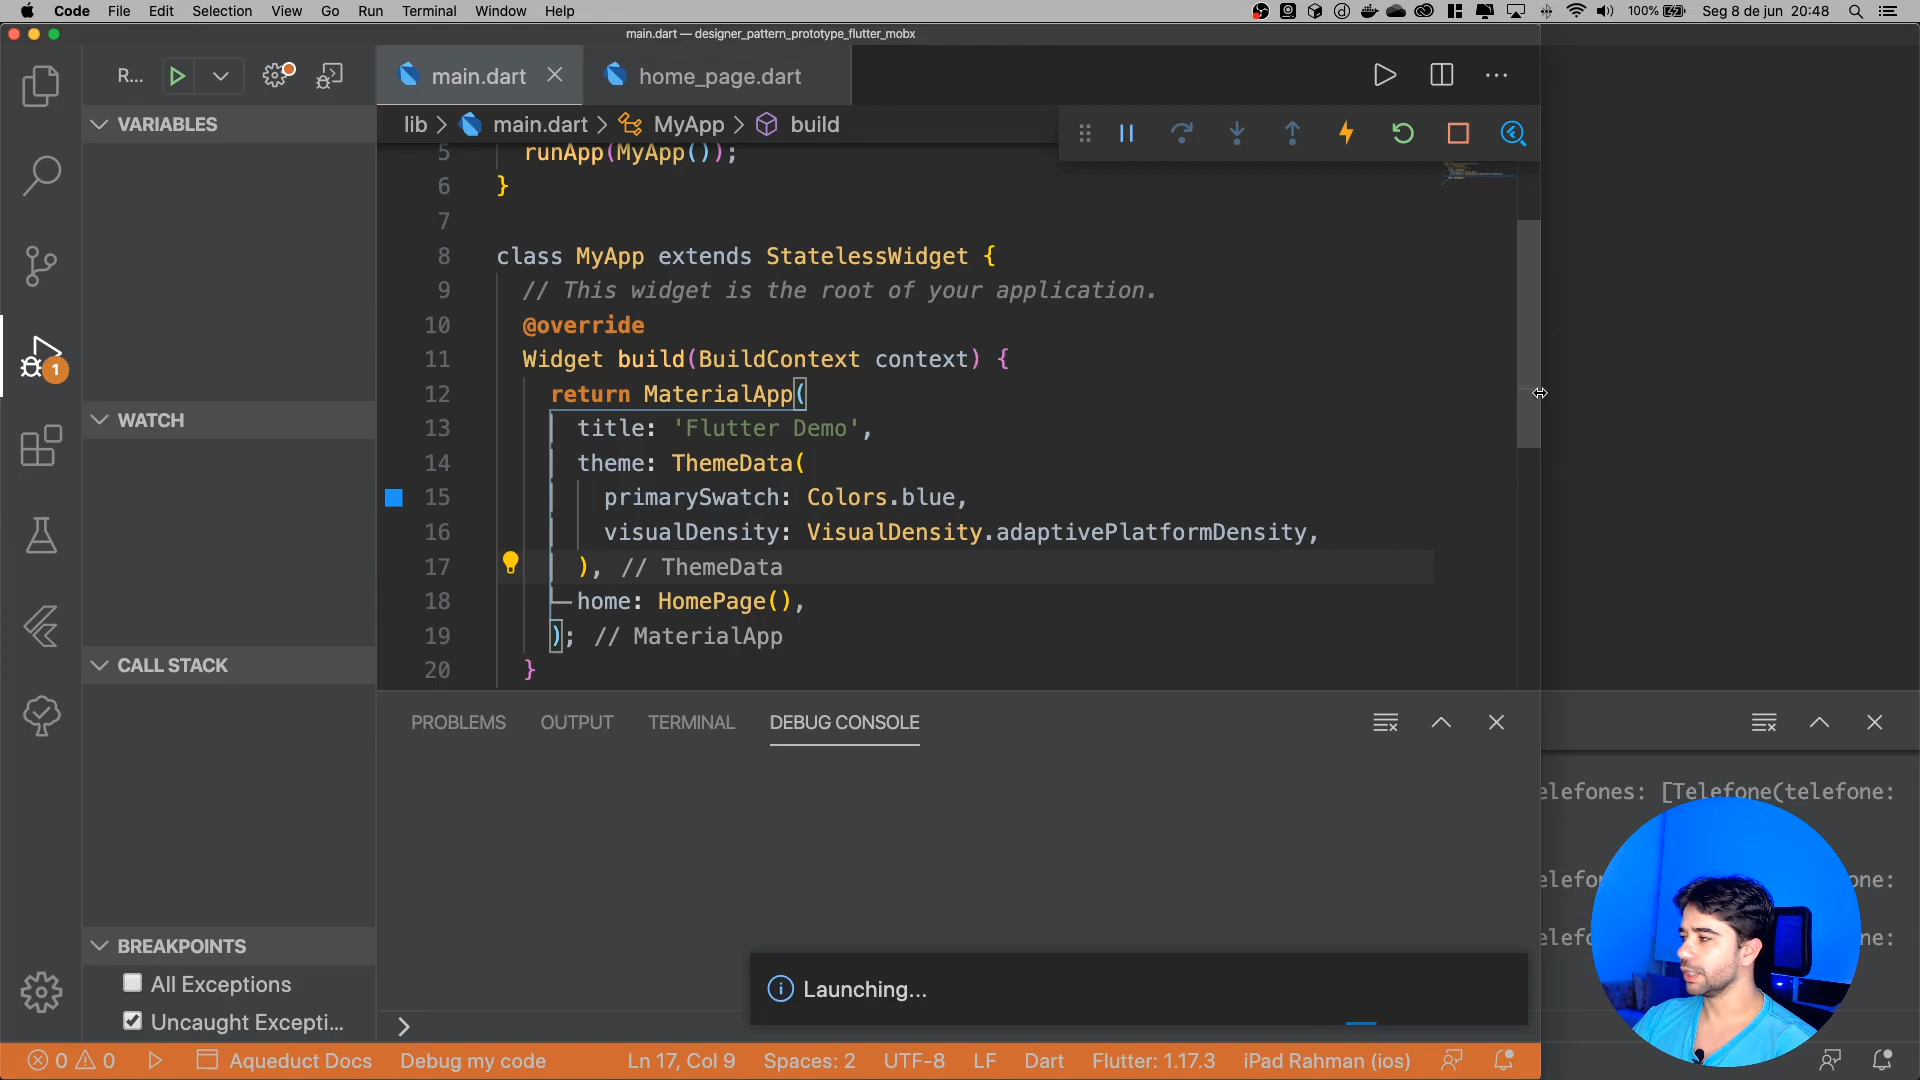 Code File Edit Selection View Go Run Terminal Window Help 100% Seg 8 de jun 20:48
main.dart — designer_pattern_prototype_flutter_mobx
R... main.dart home_page.dart
VARIABLES
lib > main.dart > MyApp > build
5 runApp(MyApp());
6 }
7
8 class MyApp extends StatelessWidget {
9 // This widget is the root of your application.
10 @override
11 Widget build(BuildContext context) {
12 return MaterialApp(
13 title: 'Flutter Demo',
14 theme: ThemeData(
15 primarySwatch: Colors.blue,
16 visualDensity: VisualDensity.adaptivePlatformDensity,
17 ), // ThemeData
18 home: HomePage(),
19 ); // MaterialApp
20 }
1
WATCH
CALL STACK
BREAKPOINTS
All Exceptions
Uncaught Excepti...
PROBLEMS OUTPUT TERMINAL DEBUG CONSOLE
elefones: [Telefone(telefone:
Launching...
0 0 Aqueduct Docs Debug my code Ln 17, Col 9 Spaces: 2 UTF-8 LF Dart Flutter: 1.17.3 iPad Rahman (ios)